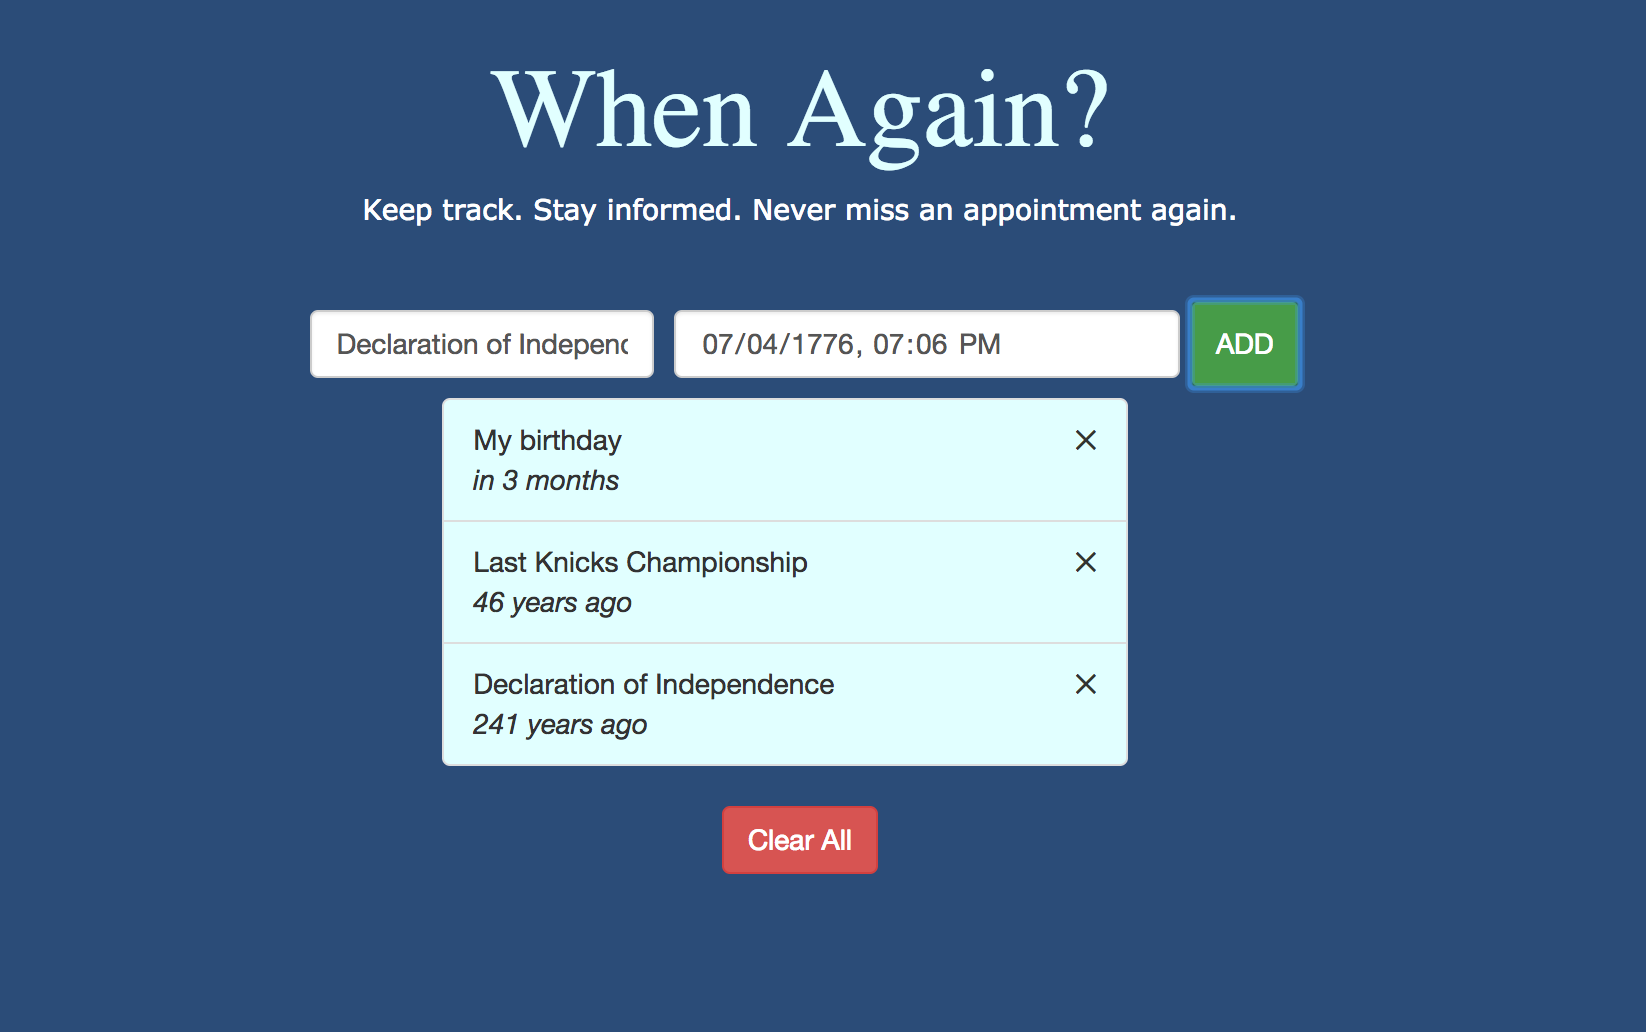 When Again?
Keep track. Stay informed. Never miss an appointment again.
Declaration of Independ 07/04/1776, 07:06 PM ADD
My birthday
in 3 months
Last Knicks Championship
46 years ago
Declaration of Independence
241 years ago
Clear All